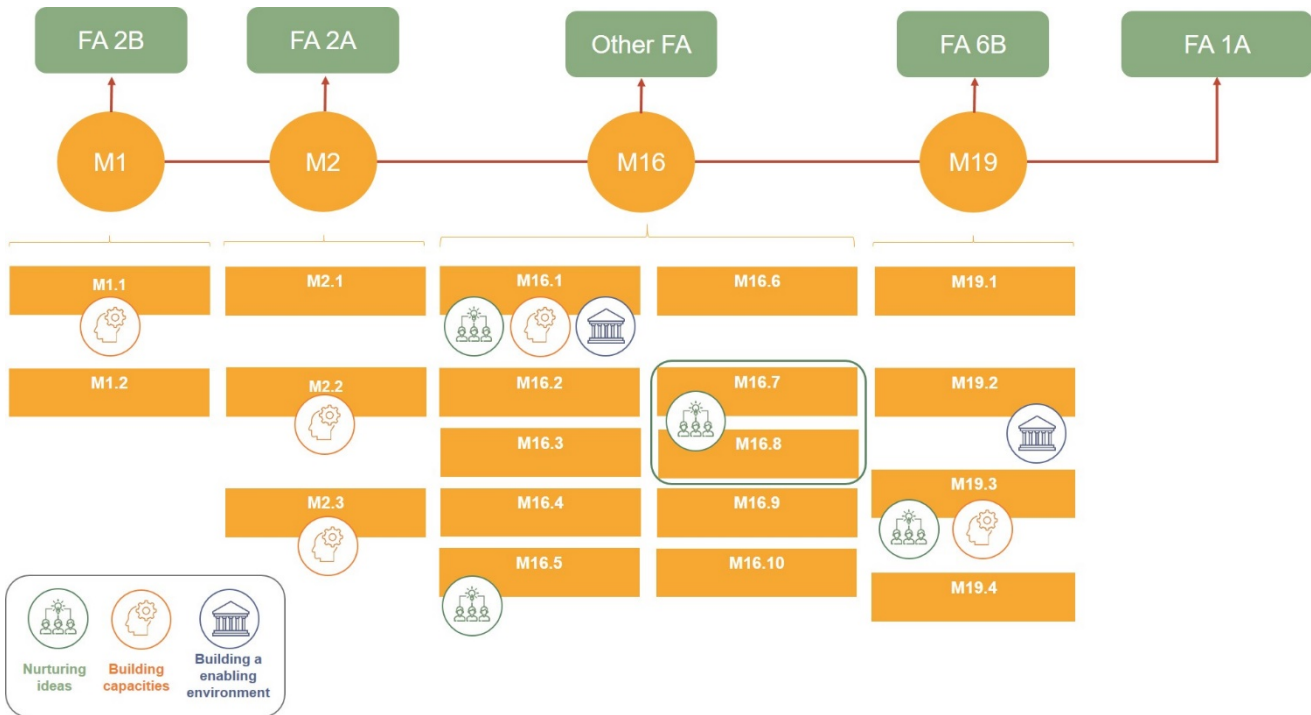 FA 2B
FA 2A
Other FA
FA 6B
FA 1A
M1
M2
M16
M19
M1.1
M2.1
M16.1
M16.6
M19.1
M1.2
M2.2
M16.2
M16.7
M19.2
M16.3
M16.8
M19.3
M2.3
M16.4
M16.9
M16.5
M16.10
M19.4
Nurturing
ideas
Building
capacities
Building a
enabling
environment